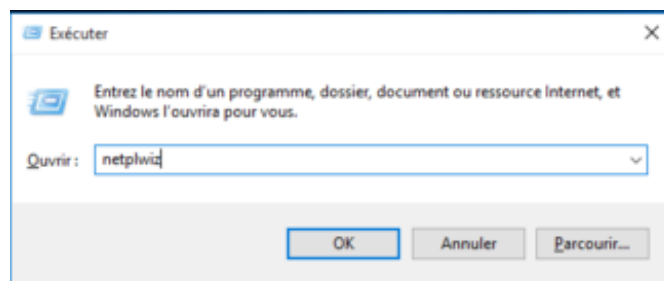 Exécuter
Entrez le nom d'un programme, dossier, document ou ressource Internet, et
Windows l'ouvrira pour vous.
Ouvrir : netplwiz
OK Annuler Parcourir...